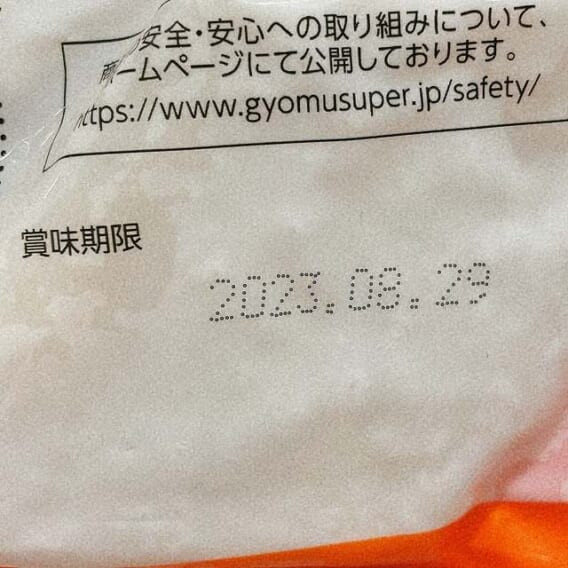 安全・安心への取り組みについて、
ームページにて公開しております。
ttps://www.gyomusuper.jp/safety/
賞味期限
2023.08.29